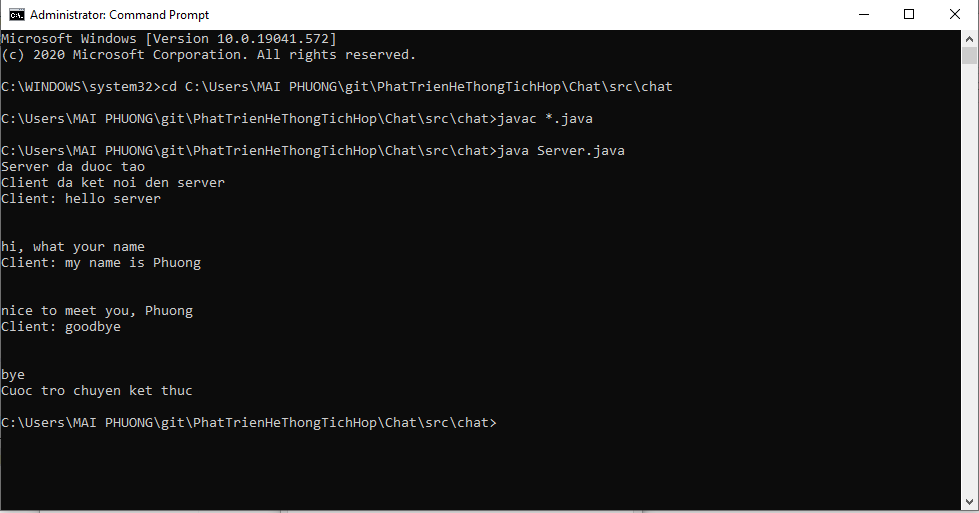 Administrator: Command Prompt
Microsoft Windows [Version 10.0.19041.572]
(c) 2020 Microsoft Corporation. All rights reserved.
C:\WINDOWS\system32>cd C:\Users\MAI PHUONG\git\PhatTrienHeThongTichHop\Chat\src\chat
C:\Users\MAI PHUONG\git\PhatTrienHeThongTichHop\Chat\src\chat>javac *.java
C:\Users\MAI PHUONG\git\PhatTrienHeThongTichHop\Chat\src\chat>java Server.java
Server da duoc tao
Client da ket noi den server
Client: hello server
hi, what your name
Client: my name is Phuong
nice to meet you, Phuong
Client: goodbye
bye
Cuoc tro chuyen ket thuc
C:\Users\MAI PHUONG\git\PhatTrienHeThongTichHop\Chat\src\chat>